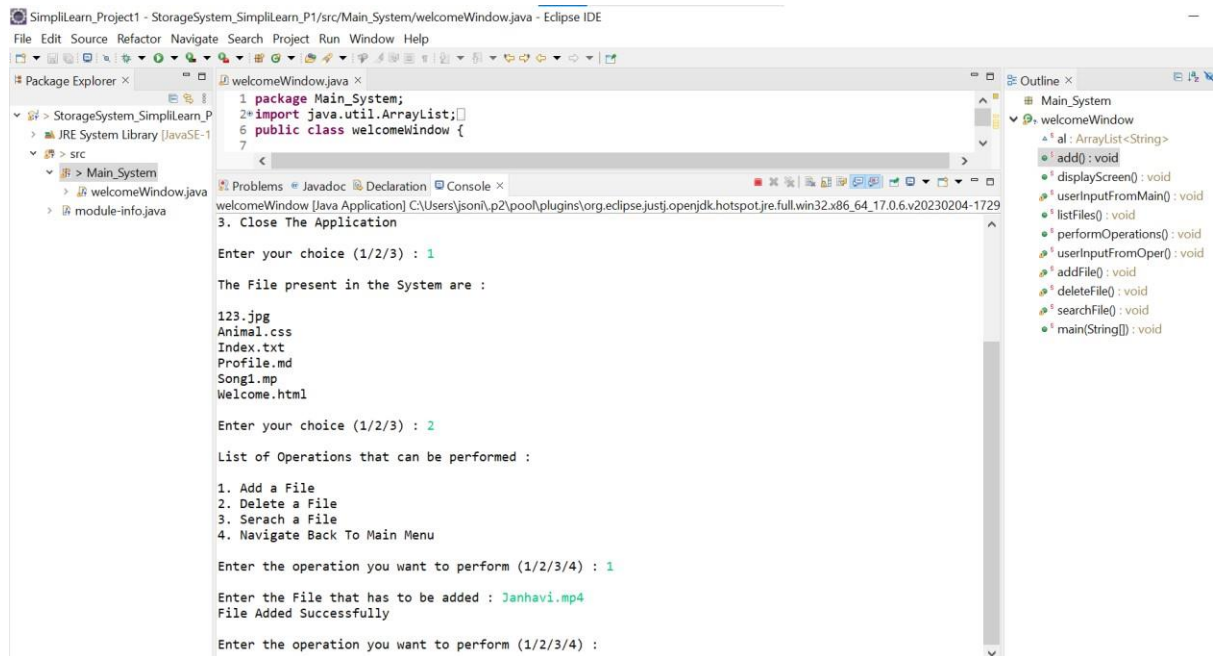 SimpliLearn_Project1 - StorageSystem_SimpliLearn_P1/src/Main_System/welcomeWindow.java - Eclipse IDE
File Edit Source Refactor Navigate Search Project Run Window Help
Package Explorer
> StorageSystem_SimpliLearn_P
JRE System Library [JavaSE-1
> src
> Main_System
welcomeWindow.java
module-info.java
welcomeWindow.java
1 package Main_System;
2 import java.util.ArrayList;
6 public class welcomeWindow {
7
Problems Javadoc Declaration Console
welcomeWindow [Java Application] C:\Users\jsoni\.p2\pool\plugins\org.eclipse.justj.openjdk.hotspot.jre.full.win32.x86_64_17.0.6.v20230204-1729
3. Close The Application
Enter your choice (1/2/3) : 1
The File present in the System are :
123.jpg
Animal.css
Index.txt
Profile.md
Song1.mp
Welcome.html
Enter your choice (1/2/3) : 2
List of Operations that can be performed :
1. Add a File
2. Delete a File
3. Serach a File
4. Navigate Back To Main Menu
Enter the operation you want to perform (1/2/3/4) : 1
Enter the File that has to be added : Janhavi.mp4
File Added Successfully
Enter the operation you want to perform (1/2/3/4) :
Outline
Main_System
welcomeWindow
al : ArrayList<String>
add() : void
displayScreen() : void
userInputFromMain() : void
listFiles() : void
performOperations() : void
userInputFromOper() : void
addFile() : void
deleteFile() : void
searchFile() : void
main(String[]) : void